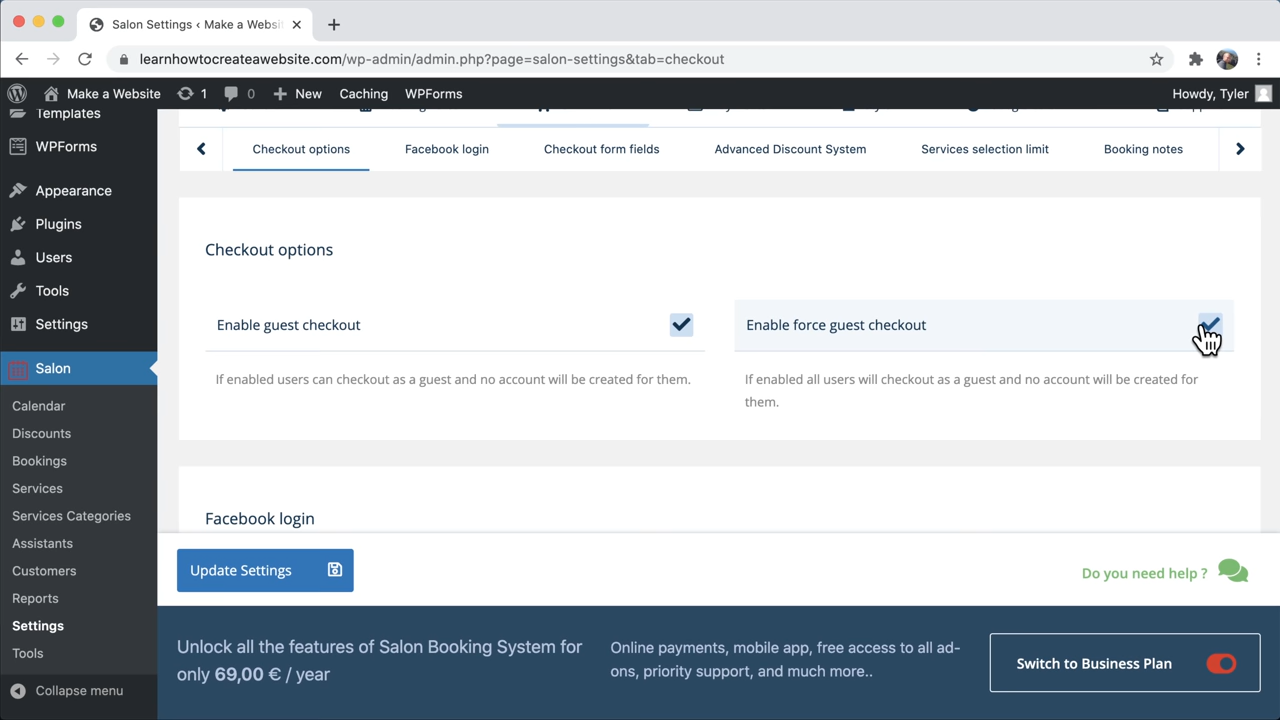 Salon Settings ‹ Make a Websi
learnhowtocreateawebsite.com/wp-admin/admin.php?page=salon-settings&tab=checkout
Make a Website 1 0 New Caching WPForms Howdy, Tyler
Templates
WPForms
Appearance
Plugins
Users
Tools
Settings
Salon
Calendar
Discounts
Bookings
Services
Services Categories
Assistants
Customers
Reports
Settings
Tools
Collapse menu
Checkout options Facebook login Checkout form fields Advanced Discount System Services selection limit Booking notes
Checkout options
Enable guest checkout
If enabled users can checkout as a guest and no account will be created for them.
Enable force guest checkout
If enabled all users will checkout as a guest and no account will be created for
them.
Facebook login
Update Settings
Do you need help ?
Unlock all the features of Salon Booking System for
only 69,00 € / year
Online payments, mobile app, free access to all ad-
ons, priority support, and much more..
Switch to Business Plan